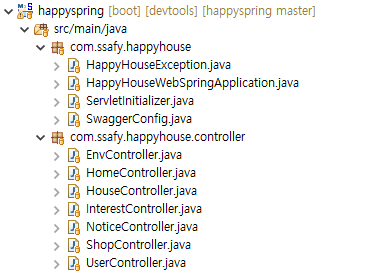 happyspring [boot] [devtools] [happyspring master]
src/main/java
com.ssafy.happyhouse
HappyHouseException.java
HappyHouseWebSpringApplication.java
ServletInitializer.java
SwaggerConfig.java
com.ssafy.happyhouse.controller
EnvController.java
HomeController.java
HouseController.java
InterestController.java
NoticeController.java
ShopController.java
UserController.java